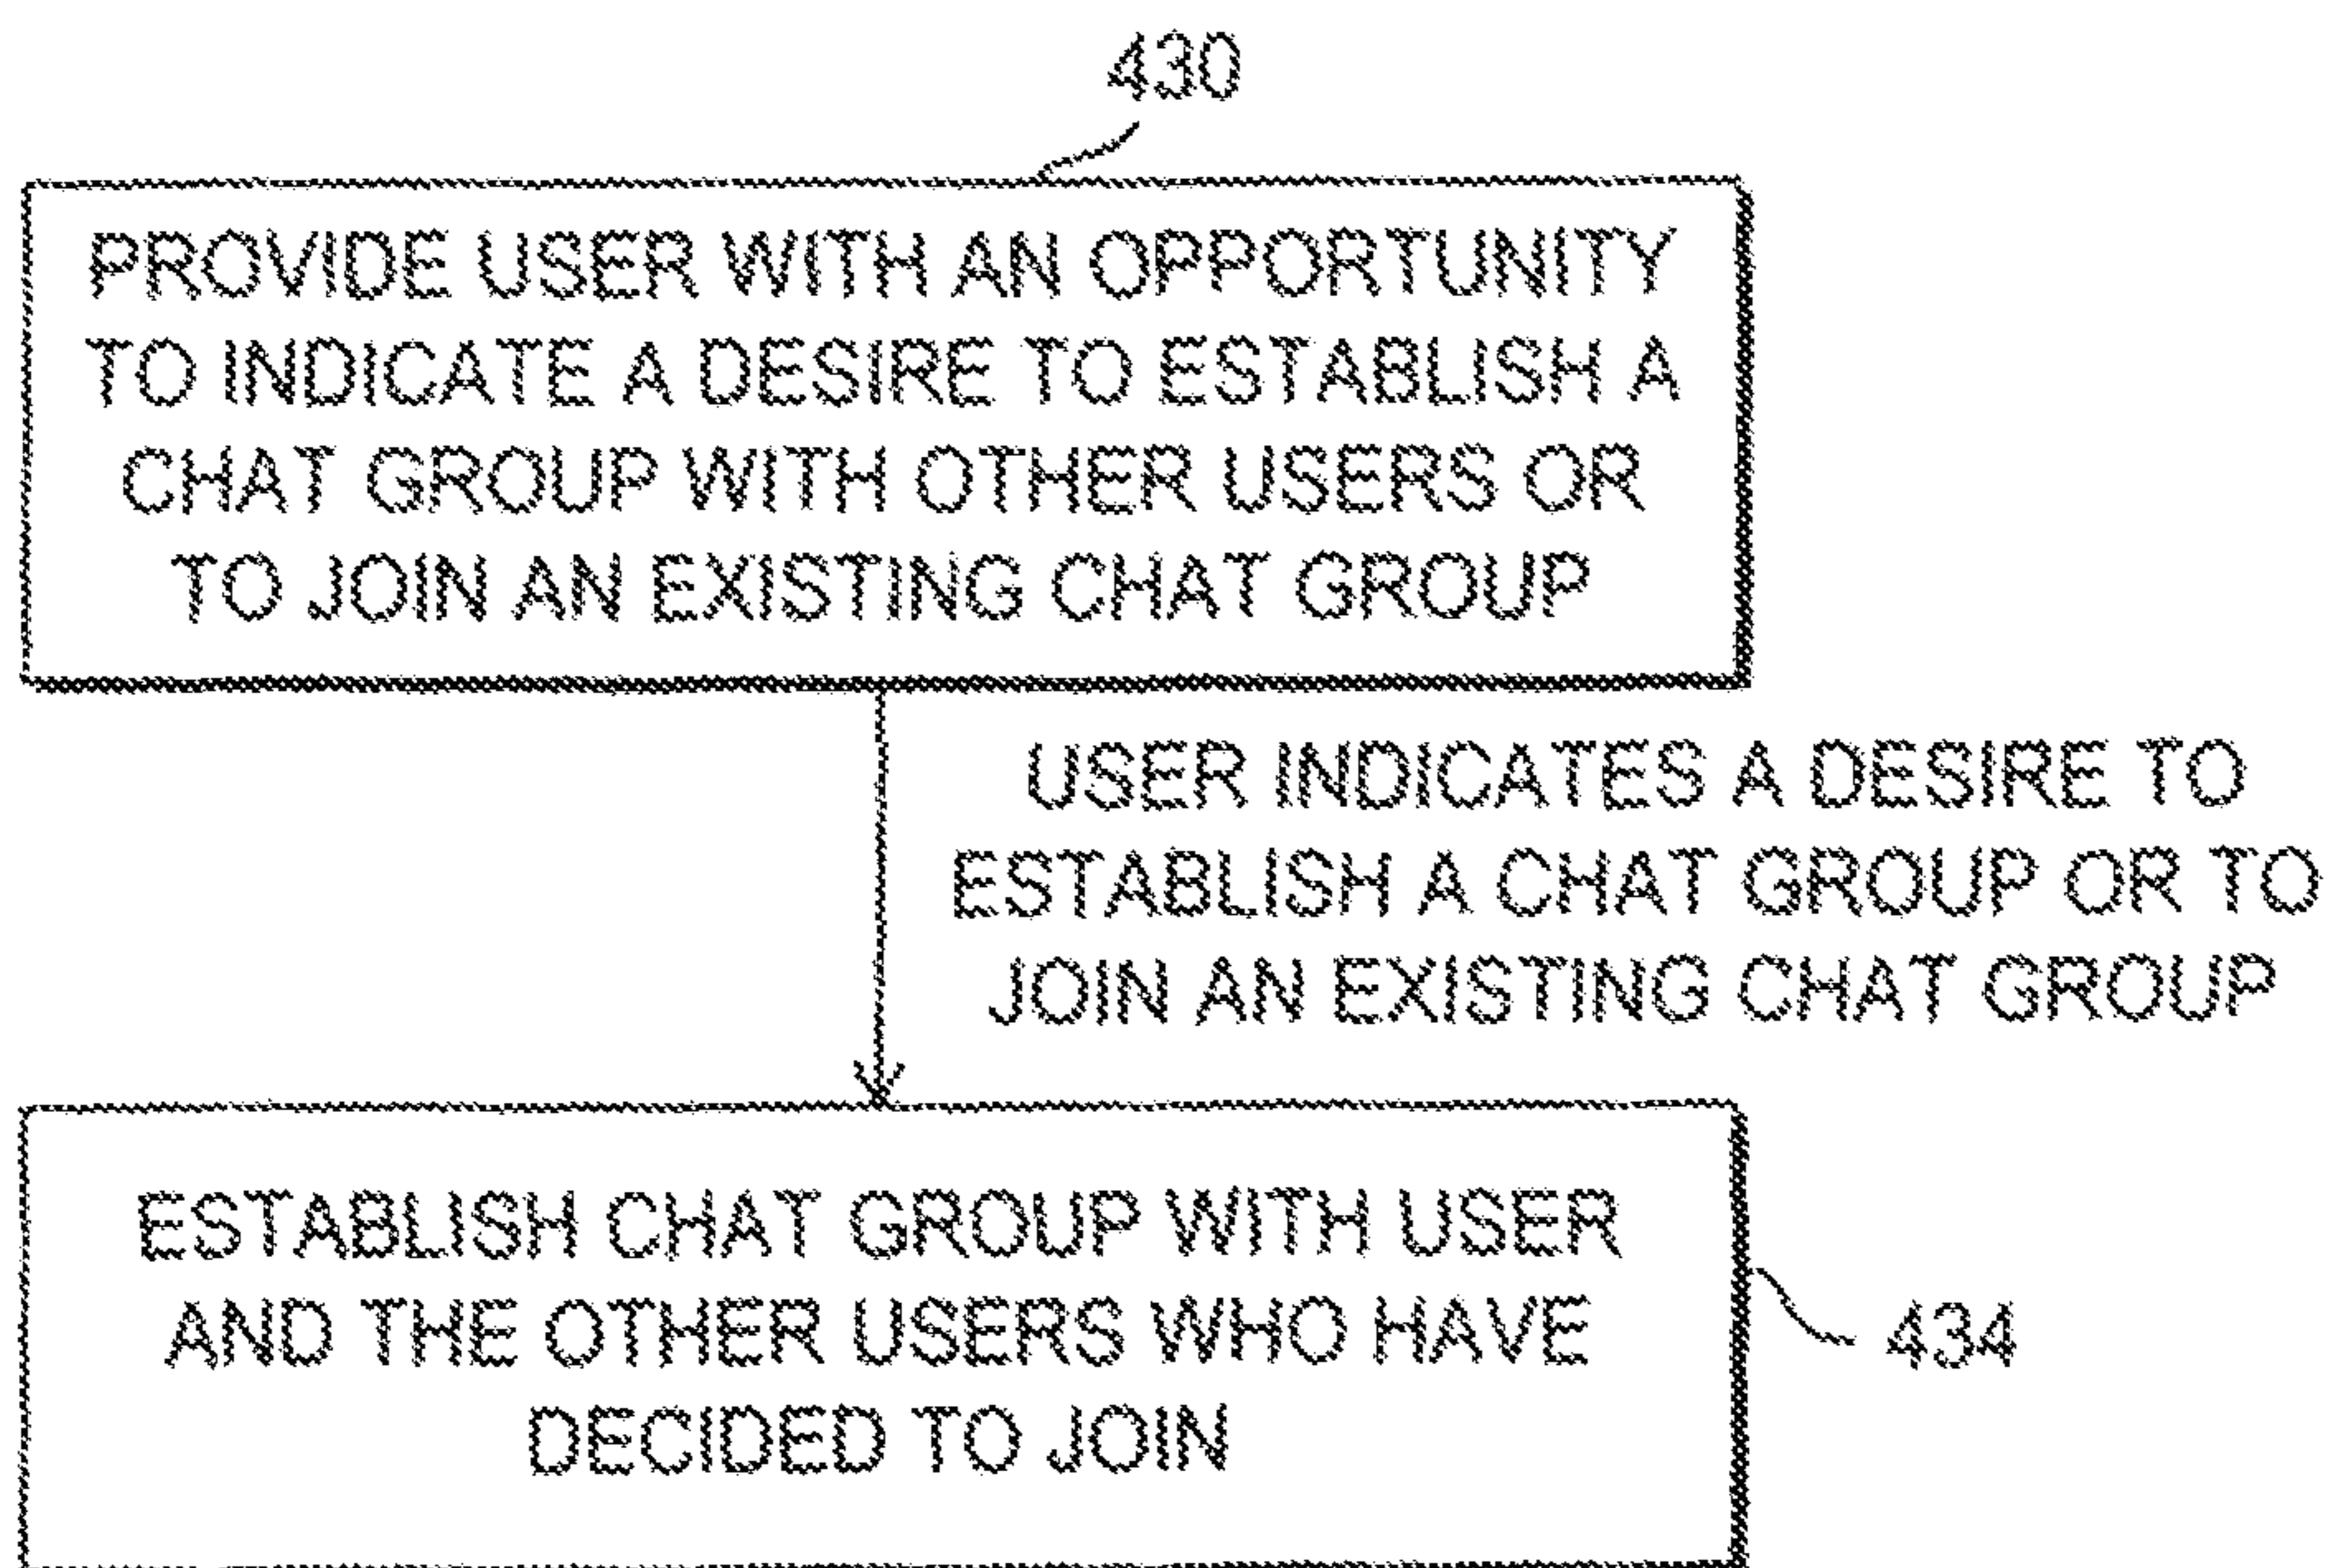 430
PROVIDE USER WITH AN OPPORTUNITY
TO INDICATE A DESIRE TO ESTABLISH A
CHAT GROUP WITH OTHER USERS OR
TO JOIN AN EXISTING CHAT GROUP
USER INDICATES A DESIRE TO
ESTABLISH A CHAT GROUP OR TO
JOIN AN EXISTING CHAT GROUP
ESTABLISH CHAT GROUP WITH USER
AND THE OTHER USERS WHO HAVE
DECIDED TO JOIN
434